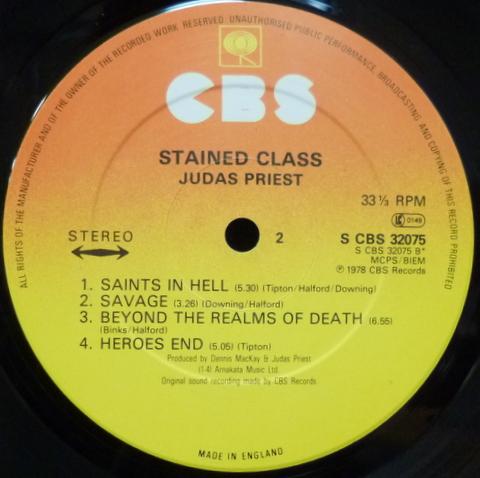 ALL RIGHTS OF THE MANUFACTURER AND OF THE OWNER OF THE RECORDED WORK RESERVED. UNAUTHORISED PUBLIC PERFORMANCE, BROADCASTING AND COPYING OF THIS RECORD PROHIBITED
CBS
STAINED CLASS
JUDAS PRIEST
33⅓ RPM
LC 0149
STEREO
2
S CBS 32075
S CBS 32075 B*
MCPS/BIEM
℗ 1978 CBS Records
1. SAINTS IN HELL (5.30) (Tipton/Halford/Downing)
2. SAVAGE (3.26) (Downing/Halford)
3. BEYOND THE REALMS OF DEATH (6.55)
(Binks/Halford)
4. HEROES END (5.05) (Tipton)
Produced by Dennis MacKay & Judas Priest
(1-4) Arnakata Music Ltd.
Original sound recording made by CBS Records
MADE IN ENGLAND